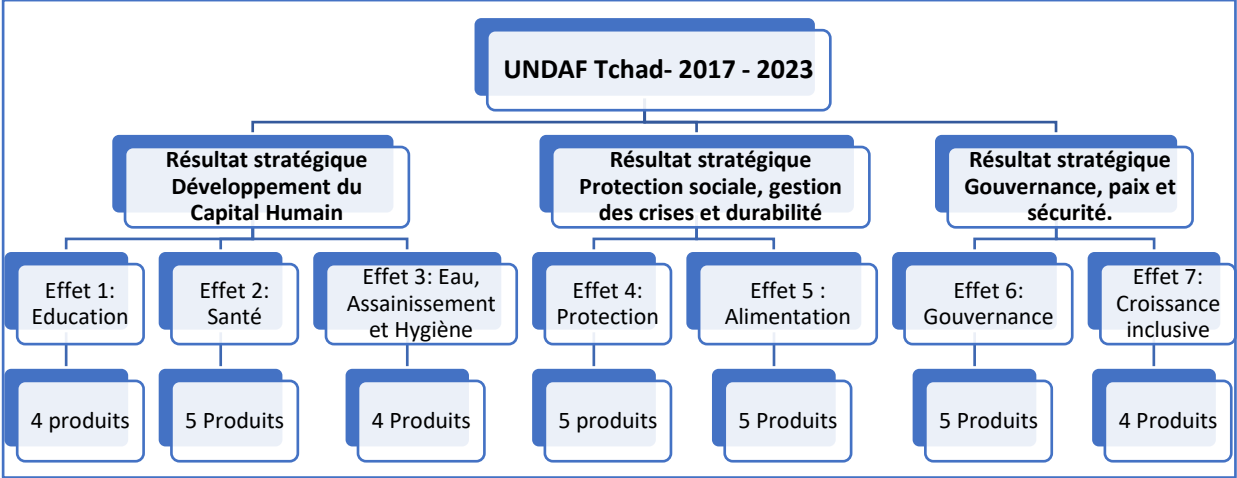 UNDAF Tchad- 2017 - 2023
Résultat stratégique
Développement du
Capital Humain
Résultat stratégique
Protection sociale, gestion
des crises et durabilité
Résultat stratégique
Gouvernance, paix et
sécurité.
Effet 1:
Education
Effet 2:
Santé
Effet 3: Eau,
Assainissement
et Hygiène
Effet 4:
Protection
Effet 5 :
Alimentation
Effet 6:
Gouvernance
Effet 7:
Croissance
inclusive
4 produits
5 Produits
4 Produits
5 produits
5 Produits
5 Produits
4 Produits